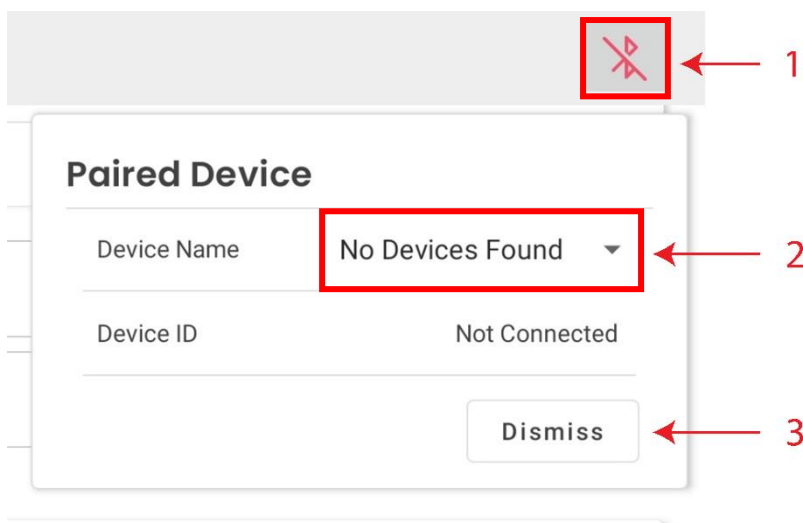 1
Paired Device
Device Name No Devices Found 2
Device ID Not Connected
Dismiss 3